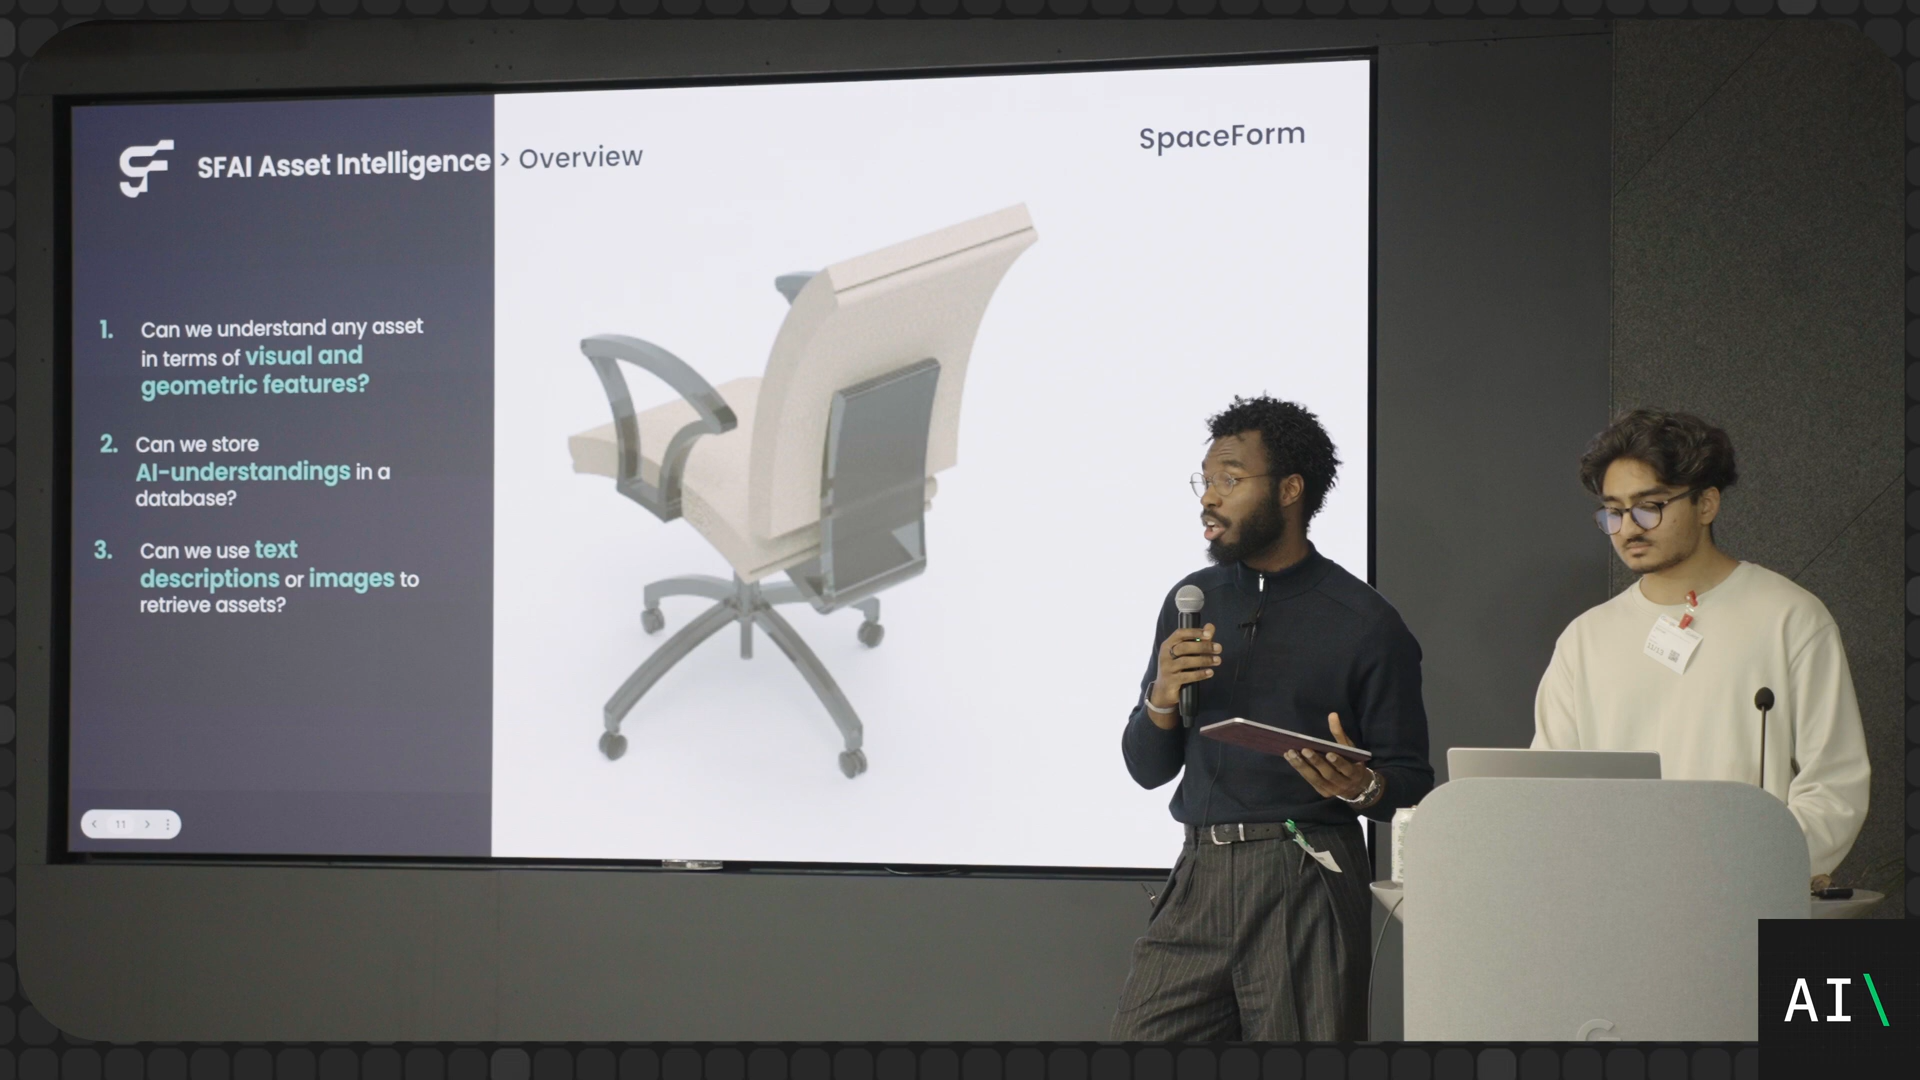 SFAI Asset Intelligence > Overview
SpaceForm
1. Can we understand any asset
in terms of visual and
geometric features?
2. Can we store
AI-understandings in a
database?
3. Can we use text
descriptions or images to
retrieve assets?
11
AI\